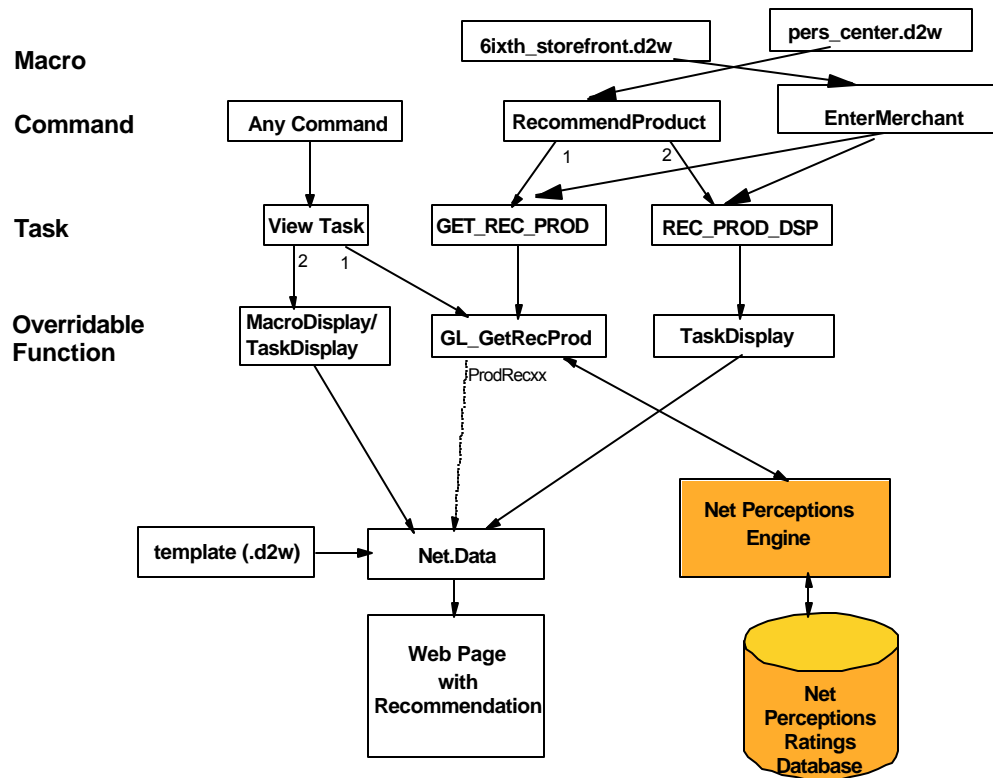 pers_center.d2w
6ixth_storefront.d2w
Macro
Command
Any Command
RecommendProduct
EnterMerchant
1
2
Task
View Task
GET_REC_PROD
REC_PROD_DSP
2
1
Overridable
Function
MacroDisplay/
TaskDisplay
GL_GetRecProd
TaskDisplay
ProdRecxx
Net Perceptions
Engine
template (.d2w)
Net.Data
Web Page
with
Recommendation
Net
Perceptions
Ratings
Database